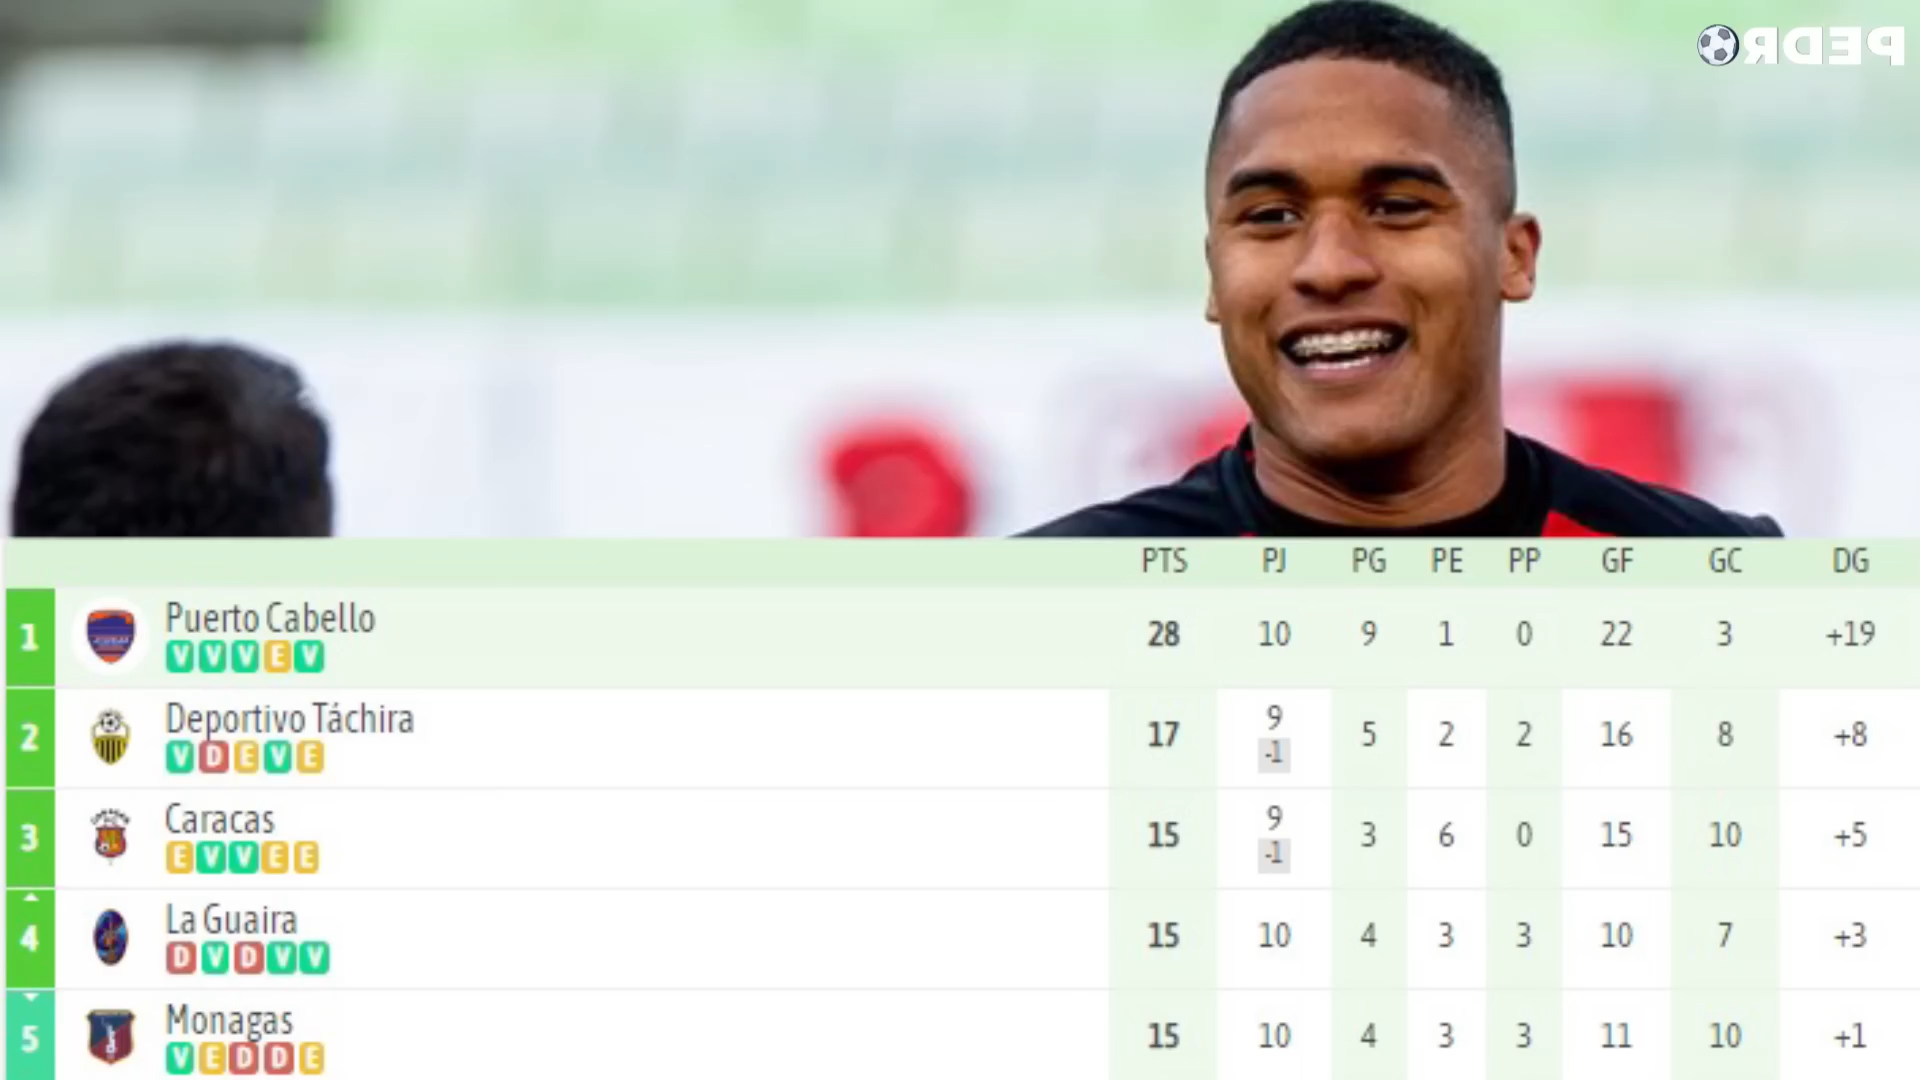 PEDR
PTS PJ PG PE PP GF GC DG
1 Puerto Cabello 28 10 9 1 0 22 3 +19
V V V E V
2 Deportivo Táchira 17 9 5 2 2 16 8 +8
V D E V E -1
3 Caracas 15 9 3 6 0 15 10 +5
E V V E E -1
4 La Guaira 15 10 4 3 3 10 7 +3
D V D V V
5 Monagas 15 10 4 3 3 11 10 +1
V E D D E